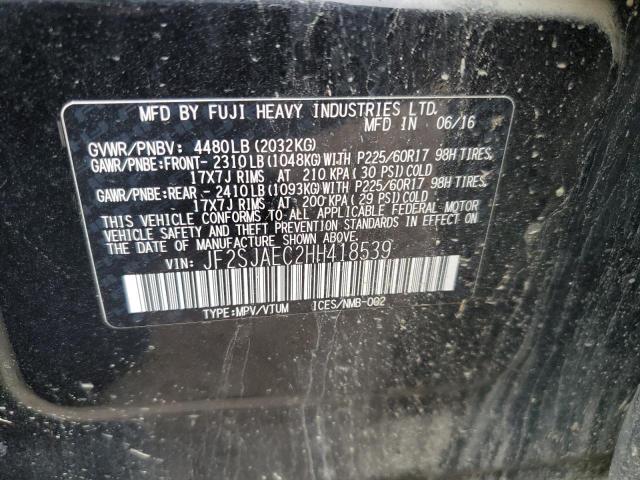 MFD BY FUJI HEAVY INDUSTRIES LTD.
MFD IN 06/16
GVWR/PNBV: 4480LB (2032KG)
GAWR/PNBE:FRONT- 2310LB(1048KG)WITH P225/60R17 98H TIRES,
17X7J RIMS AT 210 KPA ( 30 PSI)COLD
GAWR/PNBE:REAR - 2410LB(1093KG)WITH P225/60R17 98H TIRES,
17X7J RIMS AT 200 KPA ( 29 PSI)COLD
THIS VEHICLE CONFORMS TO ALL APPLICABLE FEDERAL MOTOR
VEHICLE SAFETY AND THEFT PREVENTION STANDARDS IN EFFECT ON
THE DATE OF MANUFACTURE SHOWN ABOVE.
VIN: JF2SJAEC2HH418539
TYPE:MPV/VTUM ICES/NMB-002